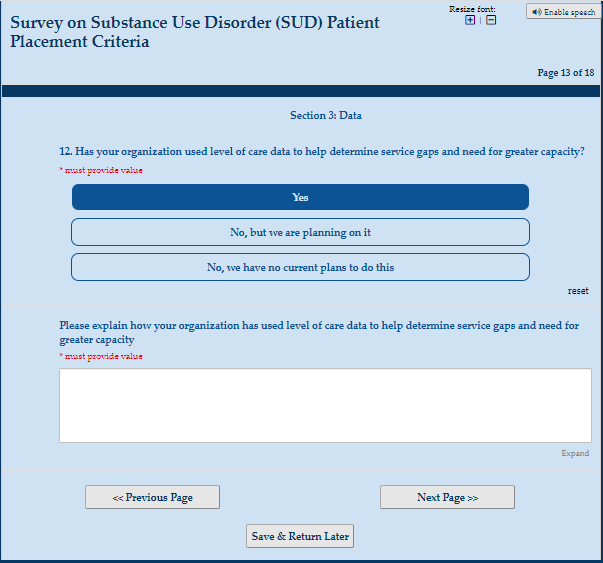 Resize font:
Enable speech
Survey on Substance Use Disorder (SUD) Patient
Placement Criteria
Page 13 of 18
Section 3: Data
12. Has your organization used level of care data to help determine service gaps and need for greater capacity?
* must provide value
Yes
No, but we are planning on it
No, we have no current plans to do this
reset
Please explain how your organization has used level of care data to help determine service gaps and need for
greater capacity
* must provide value
Expand
<< Previous Page
Next Page >>
Save & Return Later